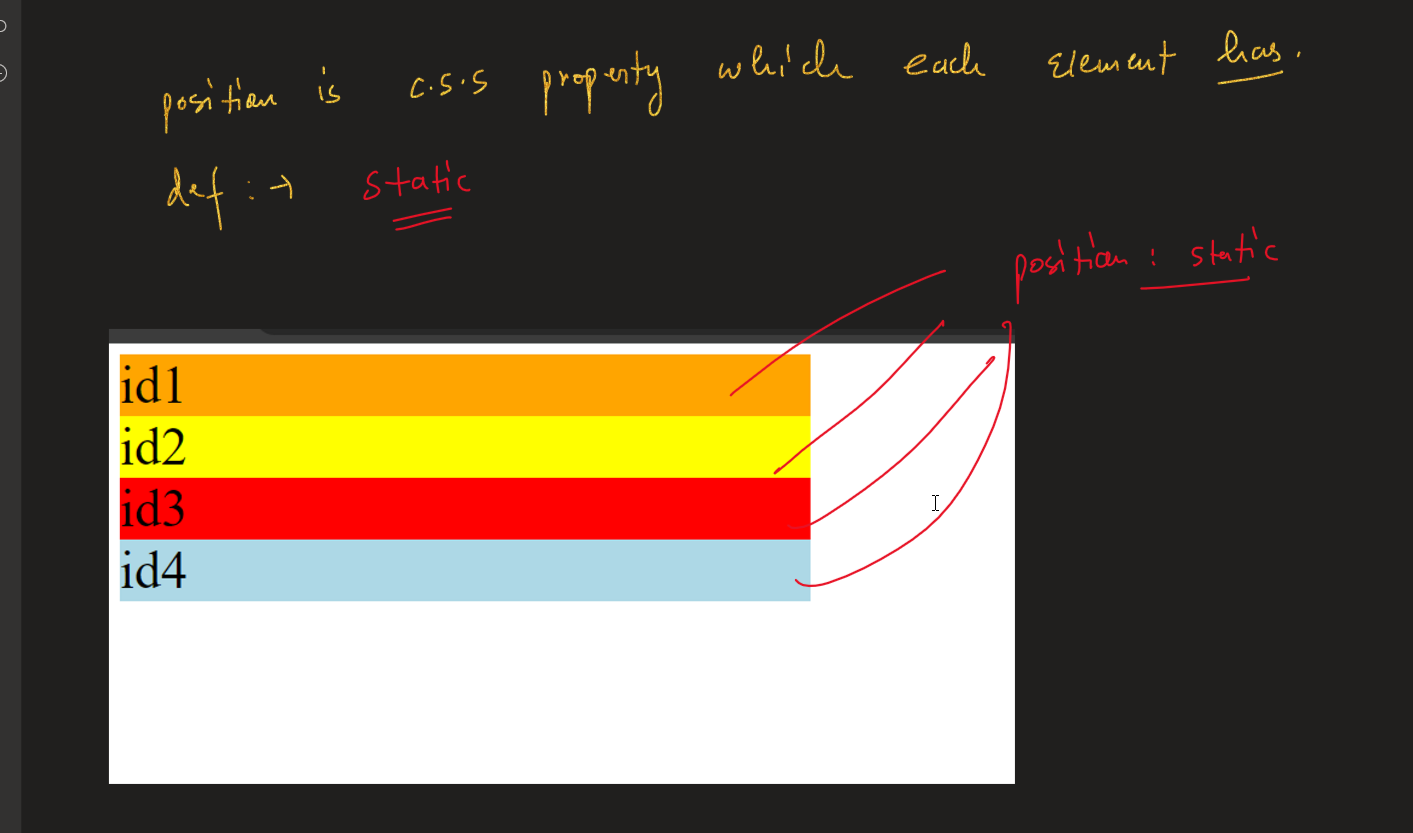 position is c.s.s property which each Element has.
def :→ static
position : static
id1
id2
id3
id4